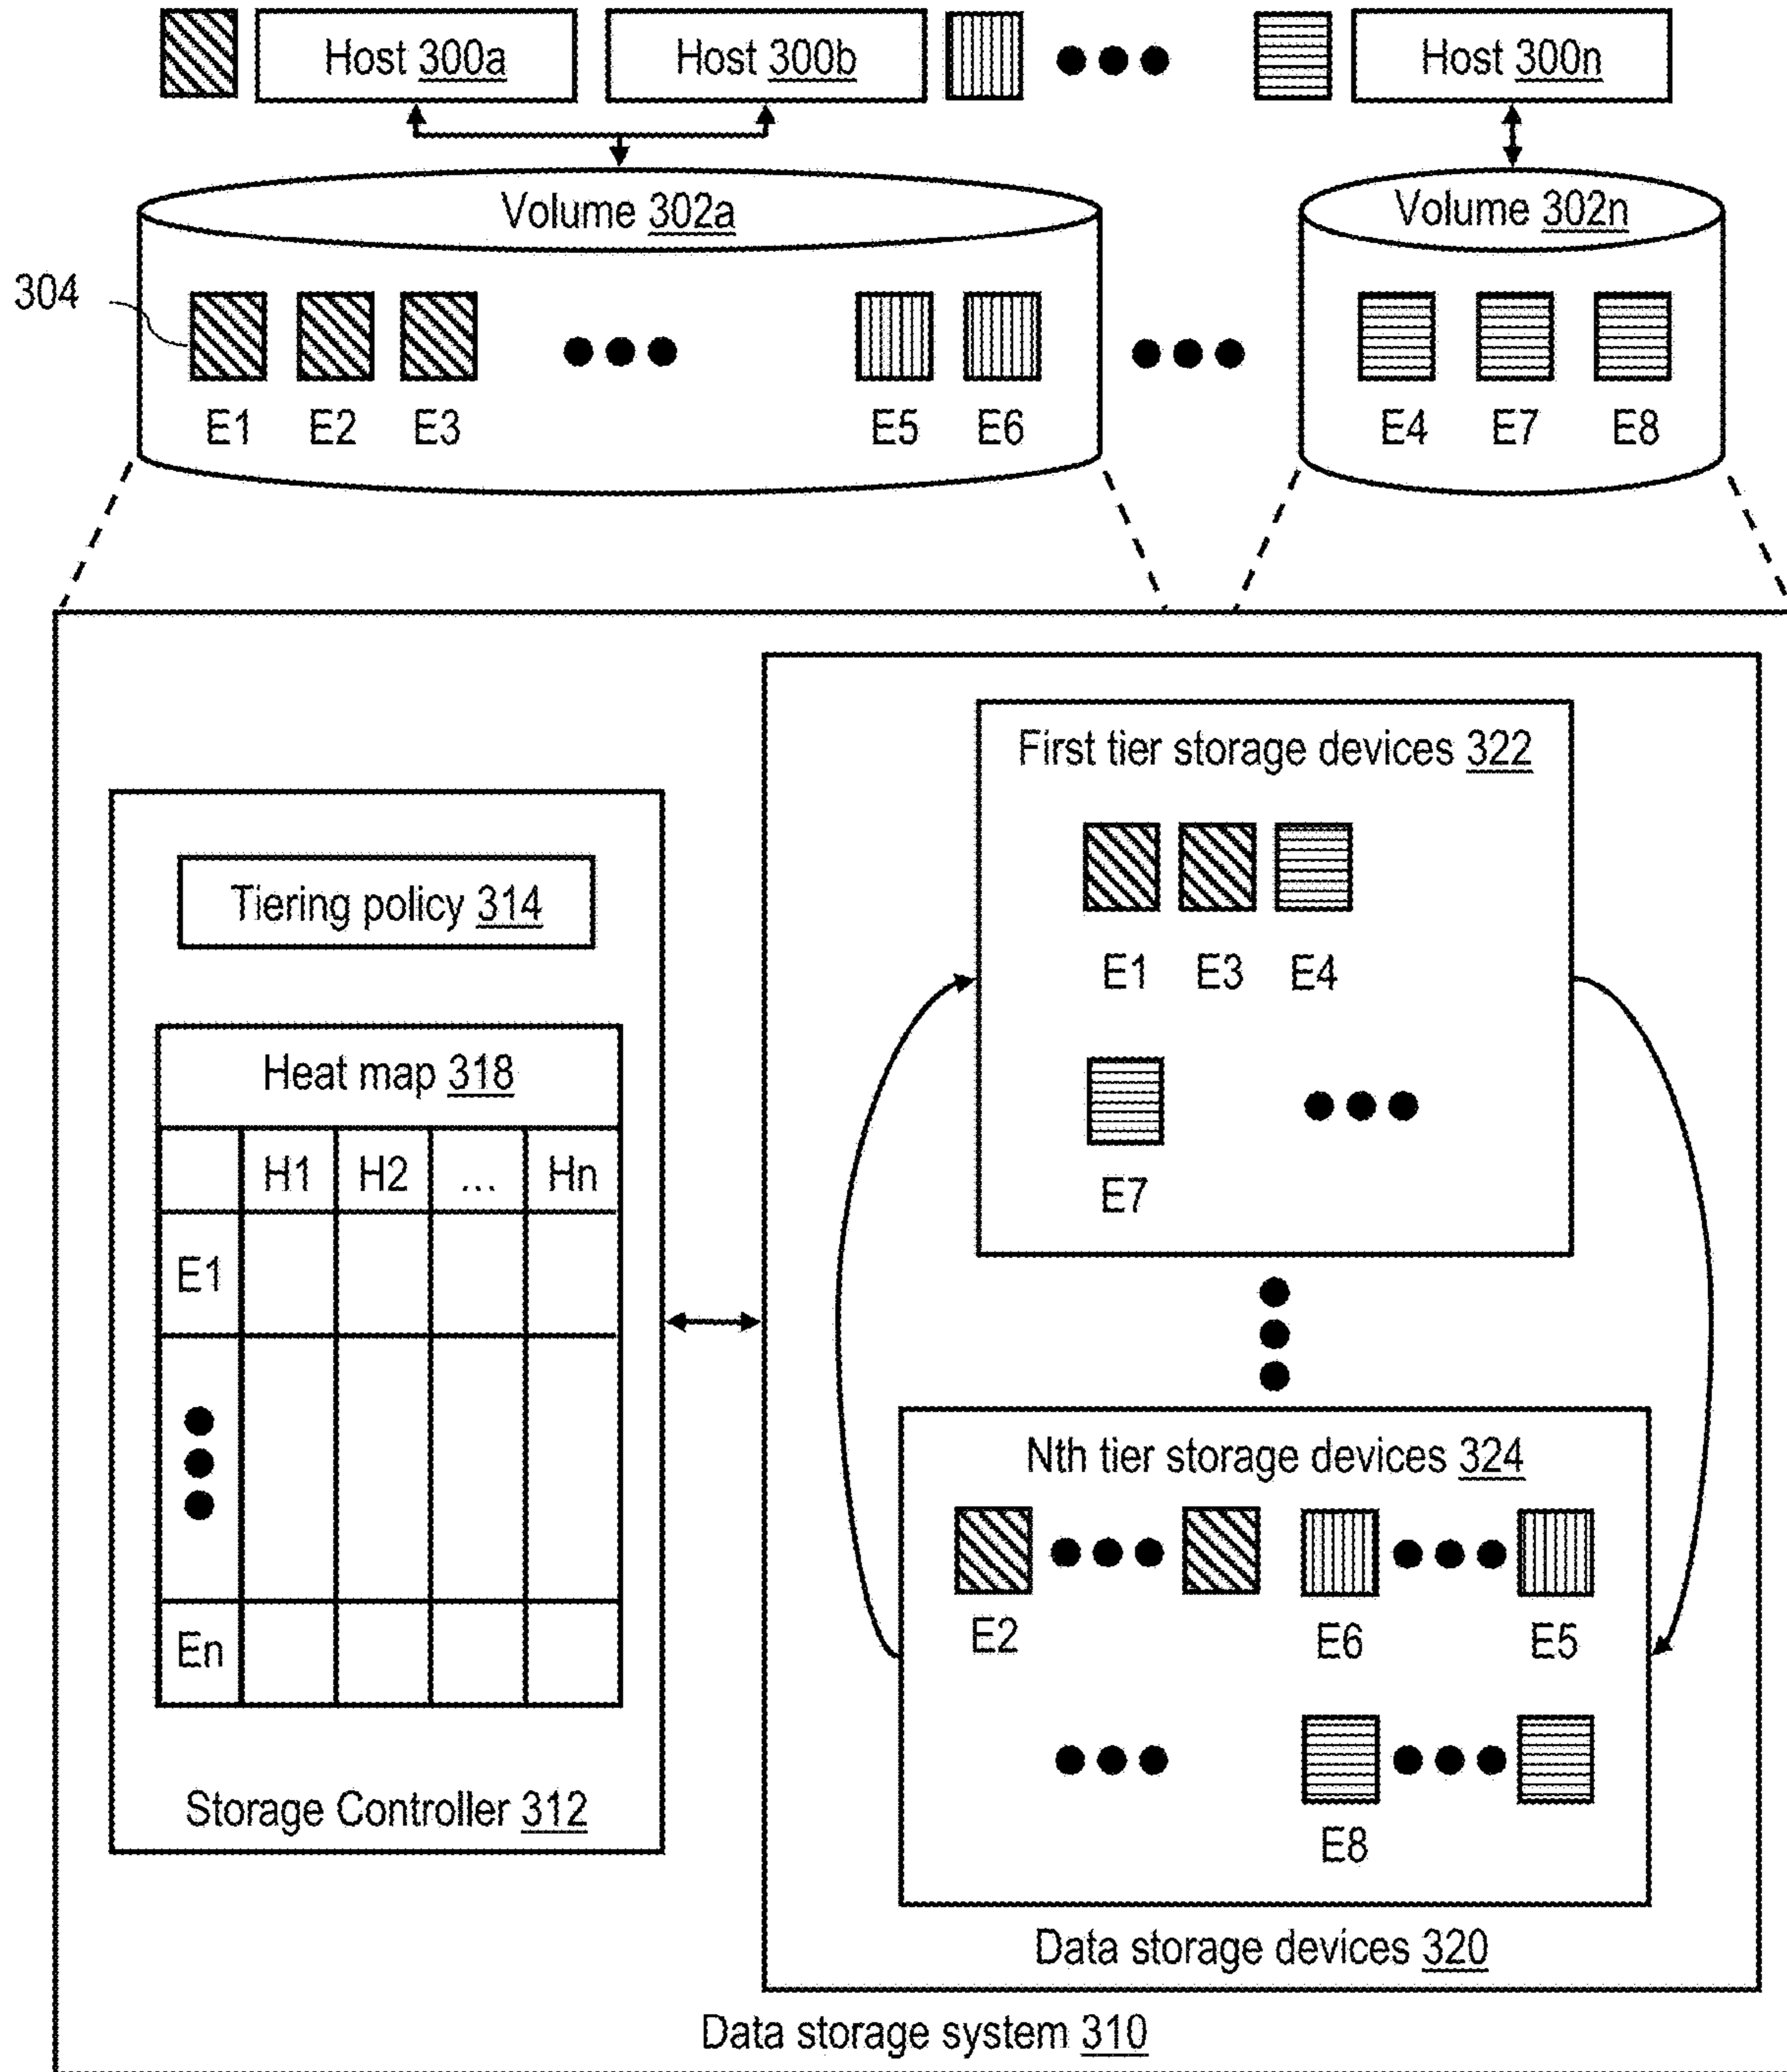 Host 300a
Host 300b
Host 300n
Volume 302a
Volume 302n
304
E1 E2 E3 E5 E6
E4 E7 E8
First tier storage devices 322
E1 E3 E4
E7
Tiering policy 314
Heat map 318
H1 H2 ... Hn
E1
En
Storage Controller 312
Nth tier storage devices 324
E2 E6 E5
E8
Data storage devices 320
Data storage system 310